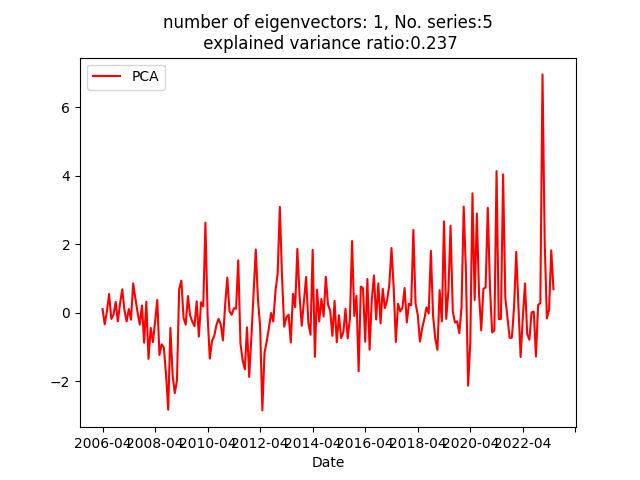 number of eigenvectors: 1, No. series:5
explained variance ratio:0.237
PCA
6
4
2
0
−2
2006-04 2008-04 2010-04 2012-04 2014-04 2016-04 2018-04 2020-04 2022-04
Date